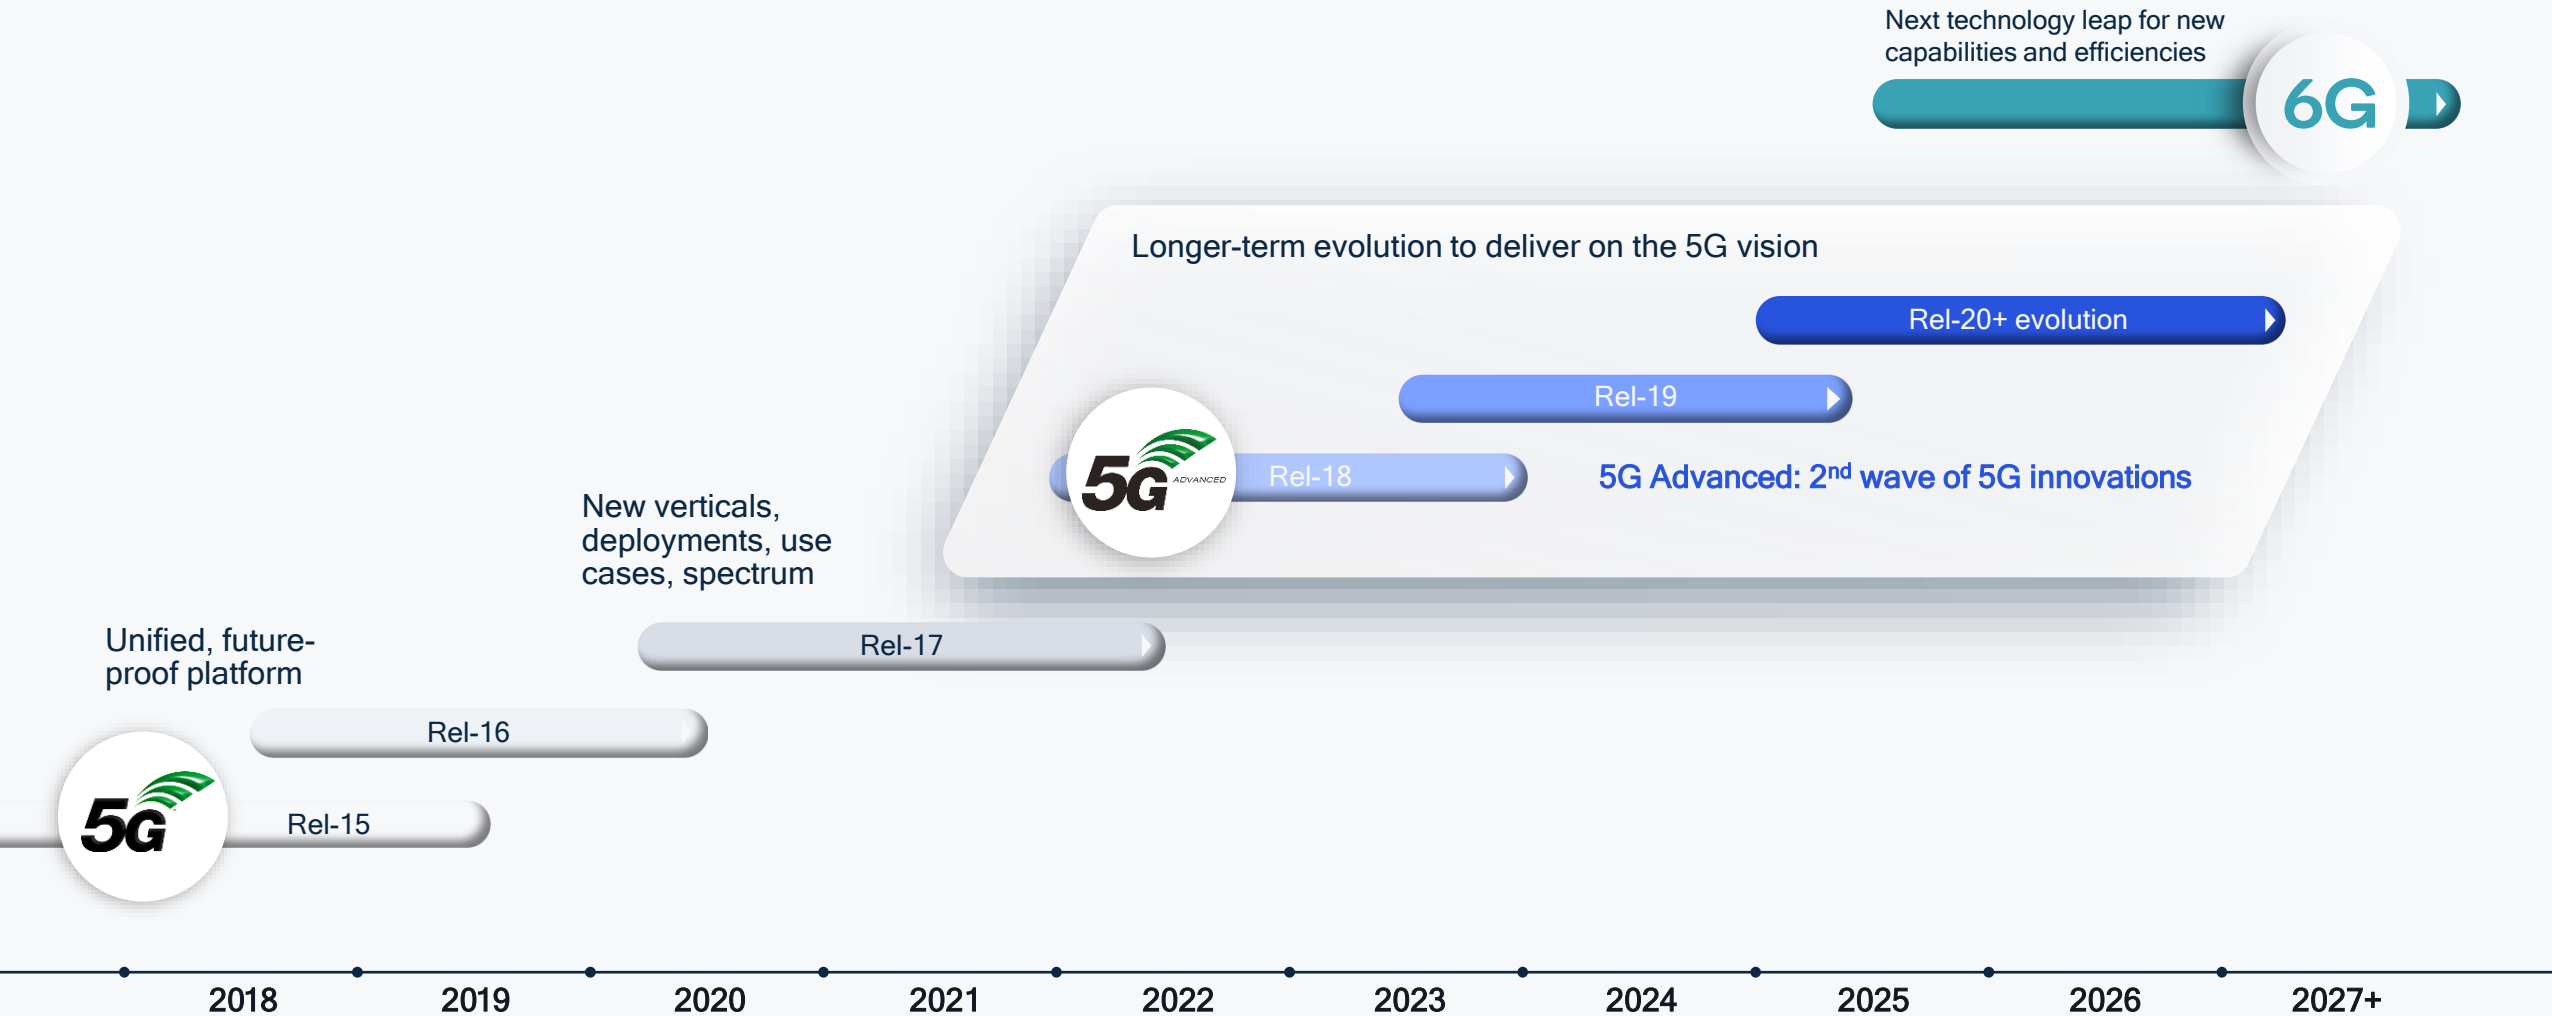 Next technology leap for new
capabilities and efficiencies
6G
Longer-term evolution to deliver on the 5G vision
Rel-20+ evolution
Rel-19
5G ADVANCED
Rel-18
5G Advanced: 2nd wave of 5G innovations
New verticals,
deployments, use
cases, spectrum
Rel-17
Unified, future-
proof platform
Rel-16
5G
Rel-15
2018
2019
2020
2021
2022
2023
2024
2025
2026
2027+